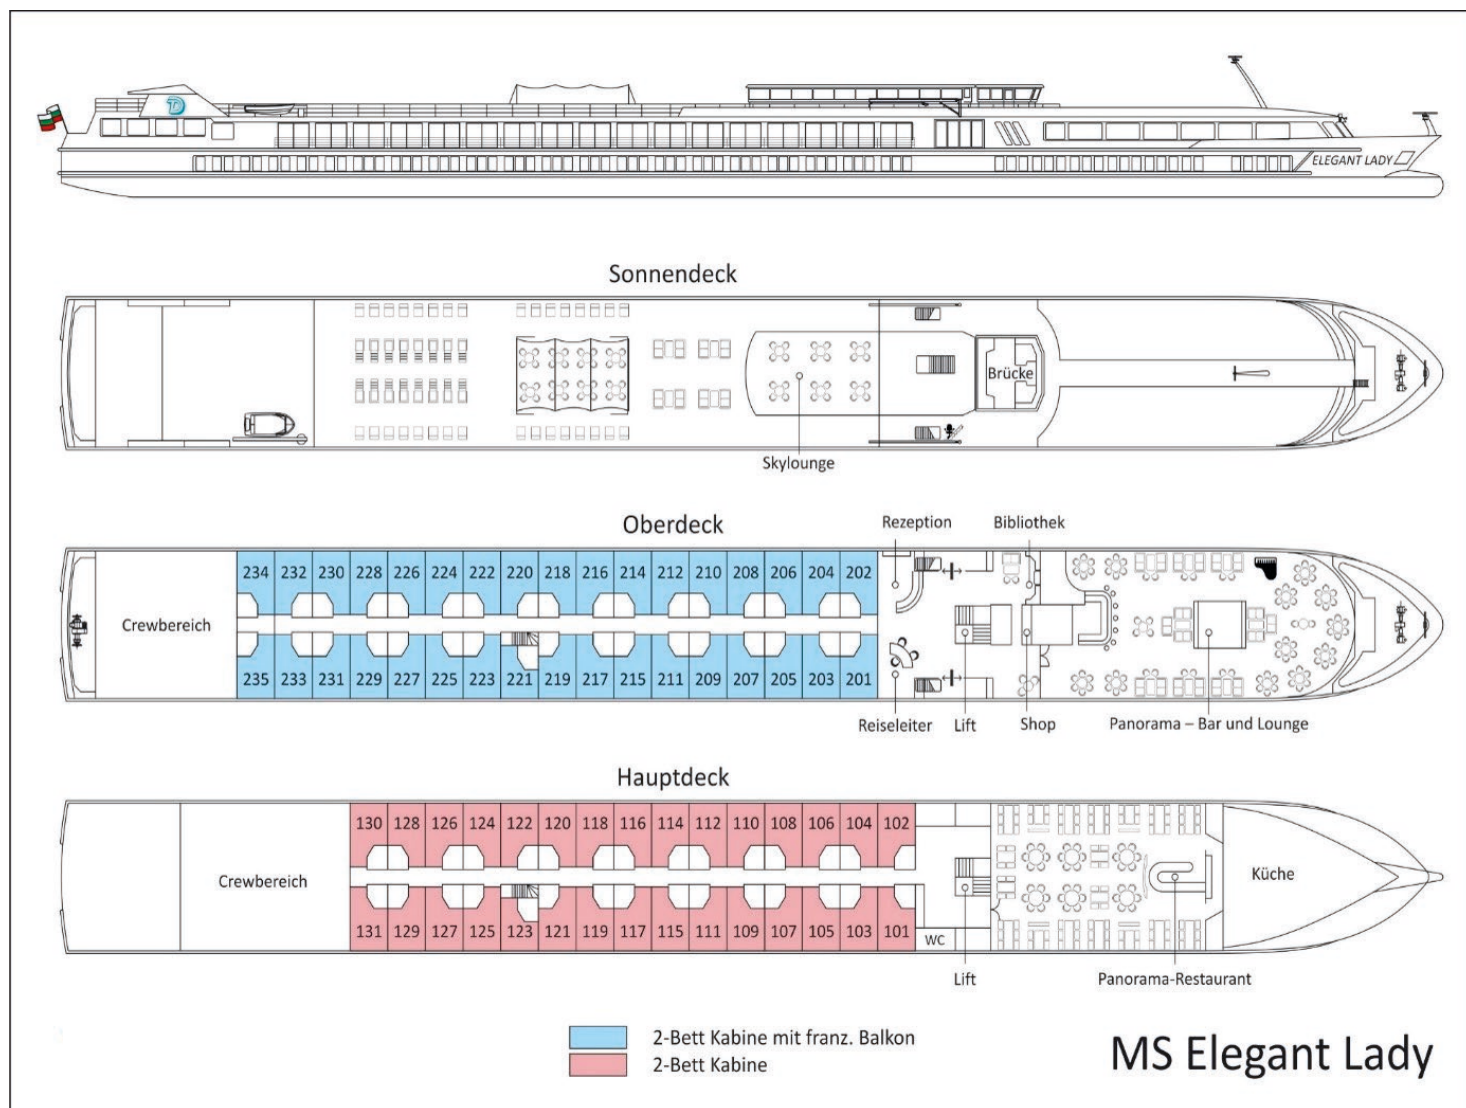 ELEGANT LADY
Sonnendeck
Brücke
Skylounge
Oberdeck
Rezeption
Bibliothek
234 232 230 228 226 224 222 220 218 216 214 212 210 208 206 204 202
Crewbereich
235 233 231 229 227 225 223 221 219 217 215 211 209 207 205 203 201
Reiseleiter
Lift
Shop
Panorama – Bar und Lounge
Hauptdeck
130 128 126 124 122 120 118 116 114 112 110 108 106 104 102
Crewbereich
Küche
131 129 127 125 123 121 119 117 115 111 109 107 105 103 101
WC
Lift
Panorama-Restaurant
2-Bett Kabine mit franz. Balkon
2-Bett Kabine
MS Elegant Lady